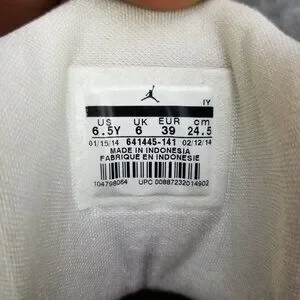 IY
US UK EUR cm
6.5Y 6 39 24.5
01/15/14 641445-141 02/12/14
MADE IN INDONESIA
FABRIQUE EN INDONESIE
104798064 UPC 00887232014902